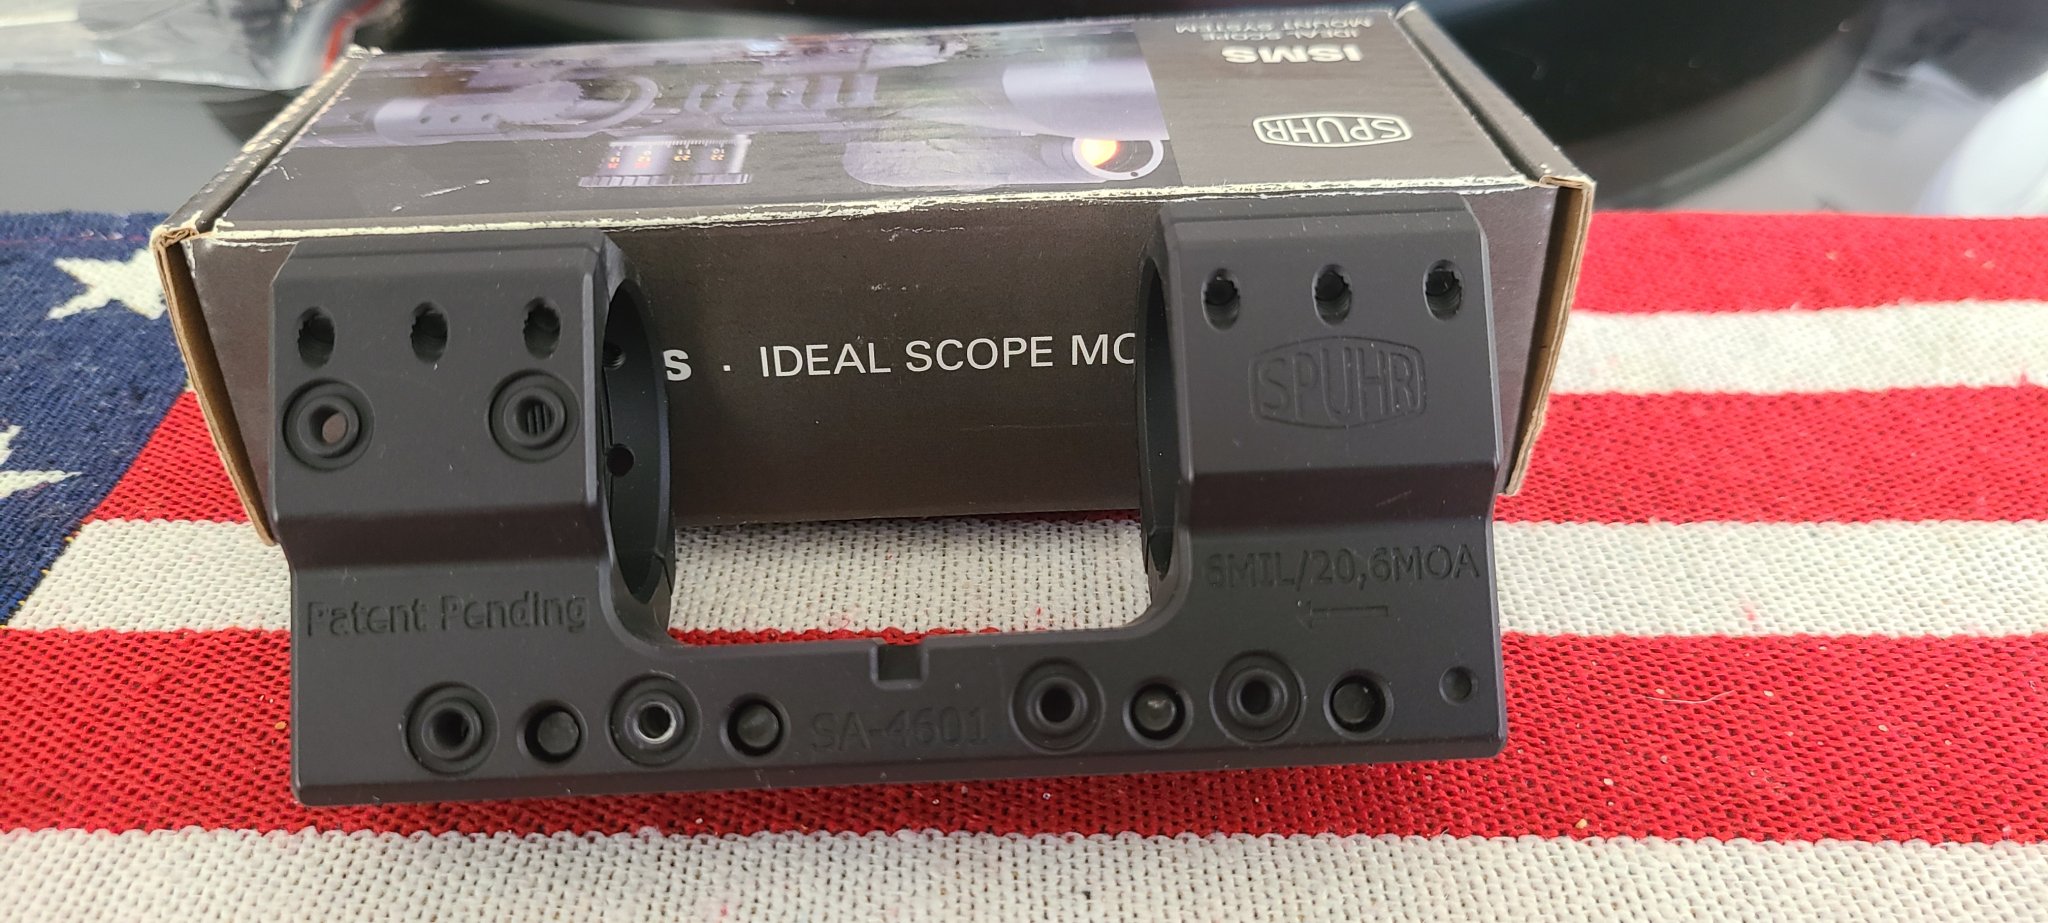 ISMS
IDEAL SCOPE
MOUNT SYSTEM
SPUHR
S · IDEAL SCOPE MO
SPUHR
6MIL/20,6MOA
Patent Pending
SA-4601